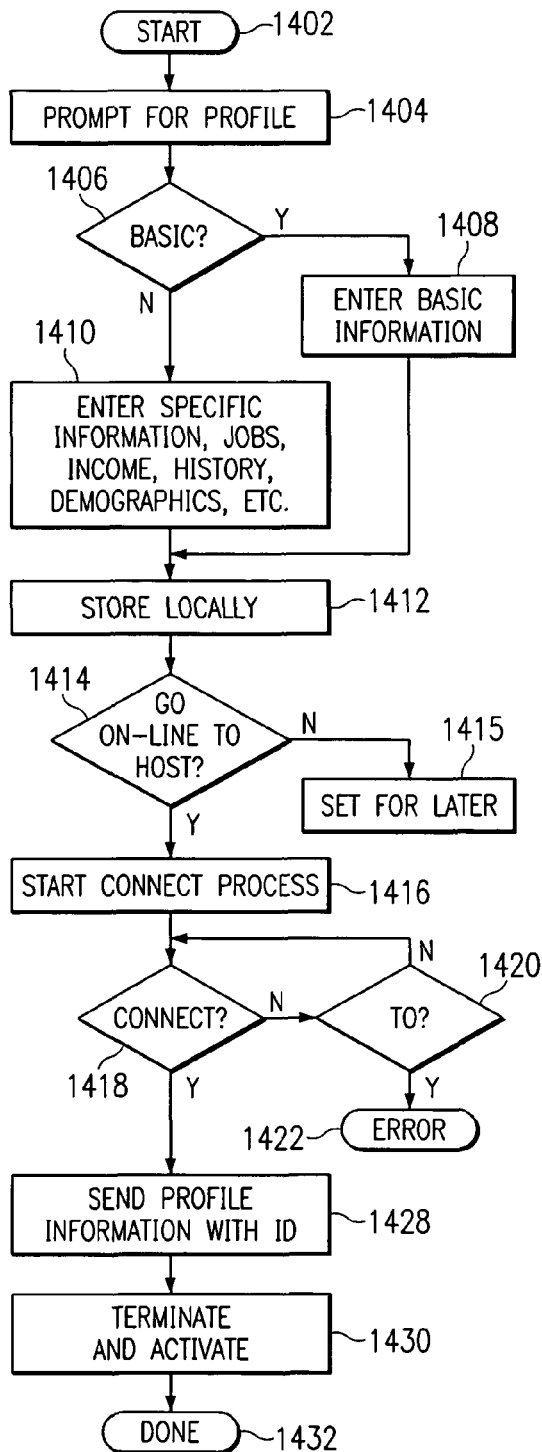 START
1402
PROMPT FOR PROFILE
1404
1406
BASIC?
Y
N
1408
ENTER BASIC
INFORMATION
1410
ENTER SPECIFIC
INFORMATION, JOBS,
INCOME, HISTORY,
DEMOGRAPHICS, ETC.
STORE LOCALLY
1412
1414
GO
ON-LINE TO
HOST?
N
Y
1415
SET FOR LATER
START CONNECT PROCESS
1416
N
1420
CONNECT?
N
TO?
1418
Y
Y
1422
ERROR
SEND PROFILE
INFORMATION WITH ID
1428
TERMINATE
AND ACTIVATE
1430
DONE
1432